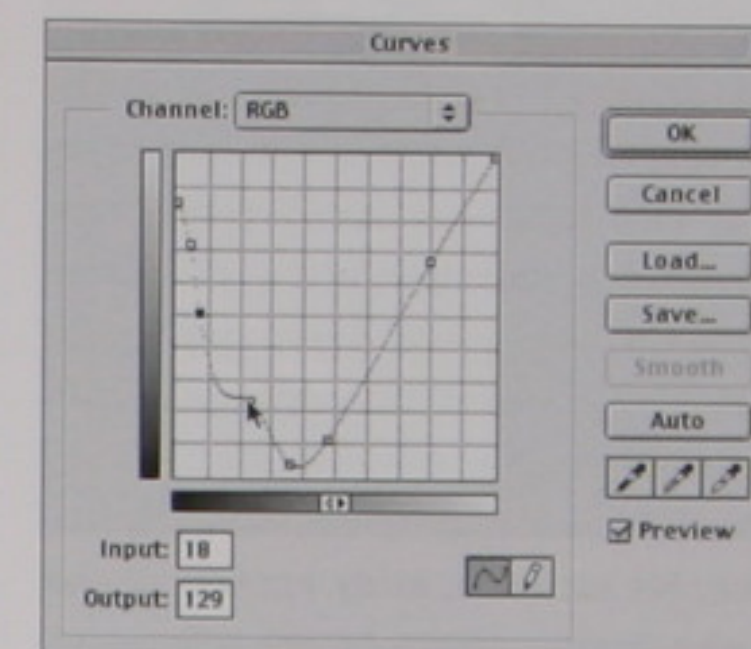 Curves
Channel: RGB
OK
Cancel
Load...
Save...
Smooth
Auto
Preview
Input: 18
Output: 129